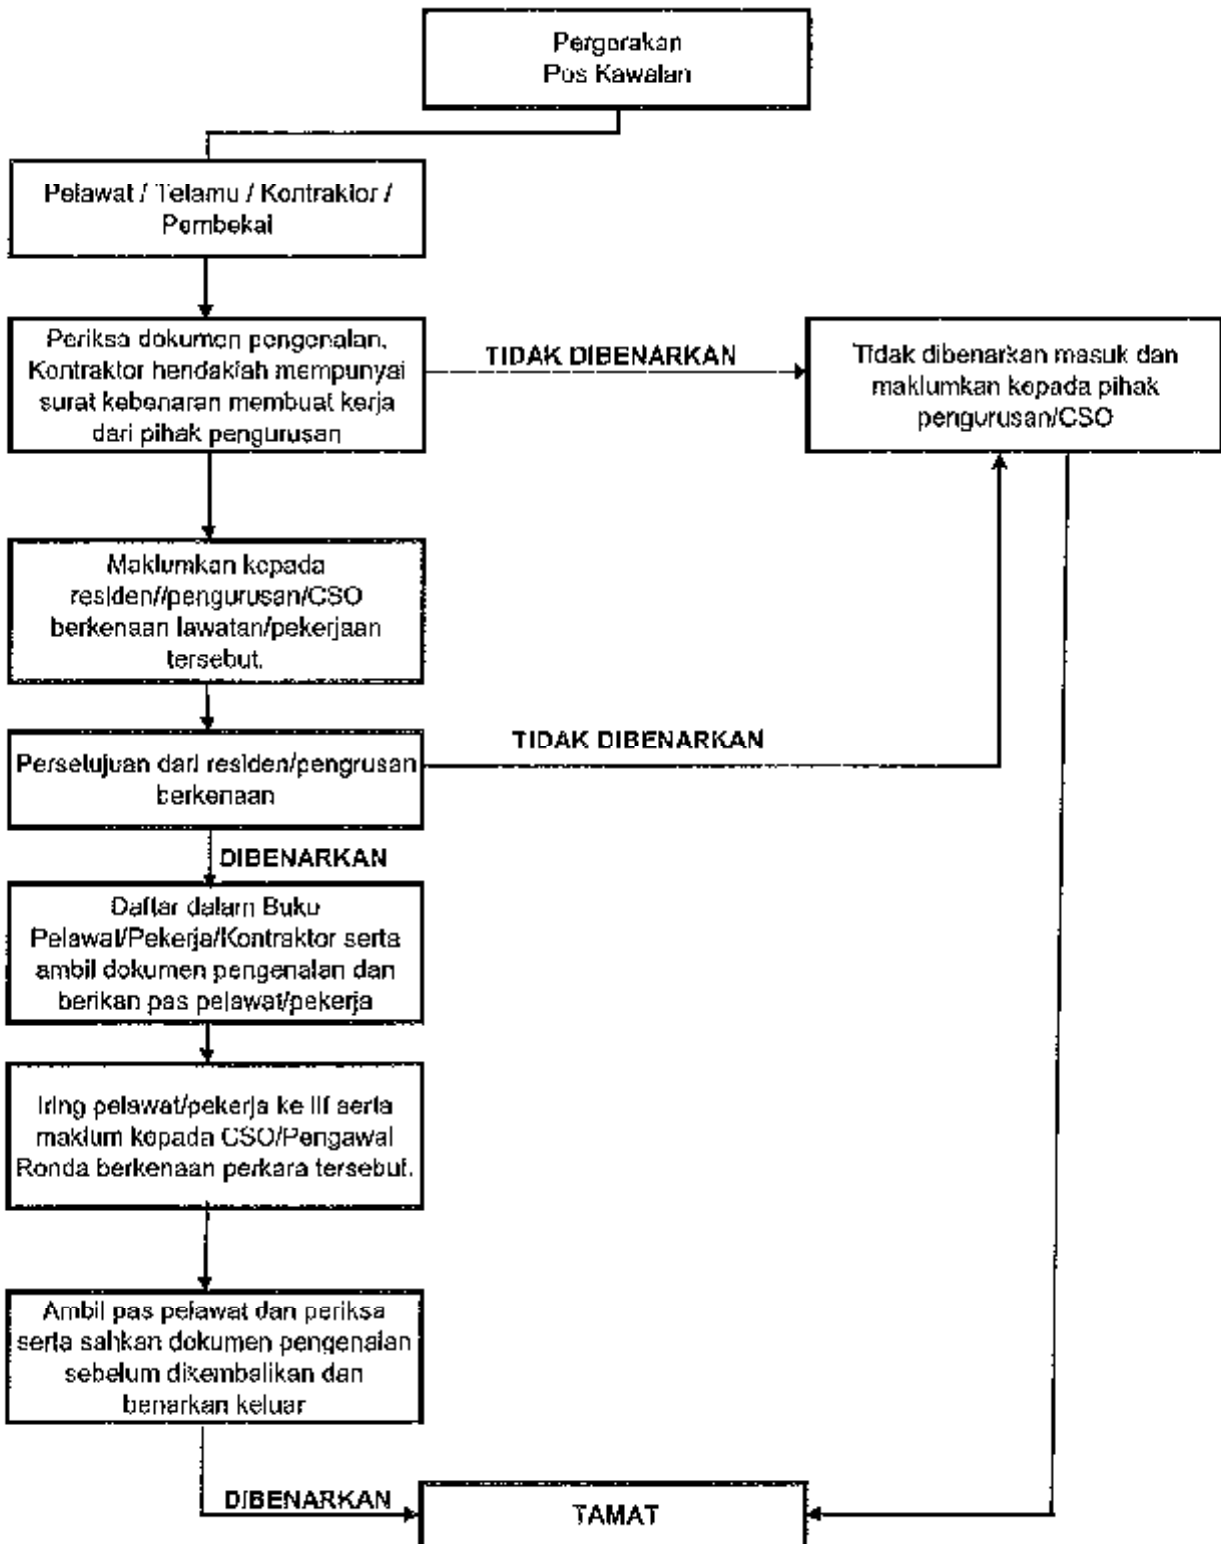 Pergerakan
Pos Kawalan
Pelawat / Tetamu / Kontraktor /
Pembekal
Periksa dokumen pengenalan.
Kontraktor hendaklah mempunyai
surat kebenaran membuat kerja
dari pihak pengurusan
TIDAK DIBENARKAN
Tidak dibenarkan masuk dan
maklumkan kepada pihak
pengurusan/CSO
Maklumkan kepada
residen//pengurusan/CSO
berkenaan lawatan/pekerjaan
tersebut.
Persetujuan dari residen/pengrusan
berkenaan
TIDAK DIBENARKAN
DIBENARKAN
Daftar dalam Buku
Pelawat/Pekerja/Kontraktor serta
ambil dokumen pengenalan dan
berikan pas pelawat/pekerja
Iring pelawat/pekerja ke lif serta
maklum kepada CSO/Pengawal
Ronda berkenaan perkara tersebut.
Ambil pas pelawat dan periksa
serta sahkan dokumen pengenalan
sebelum dikembalikan dan
benarkan keluar
DIBENARKAN
TAMAT